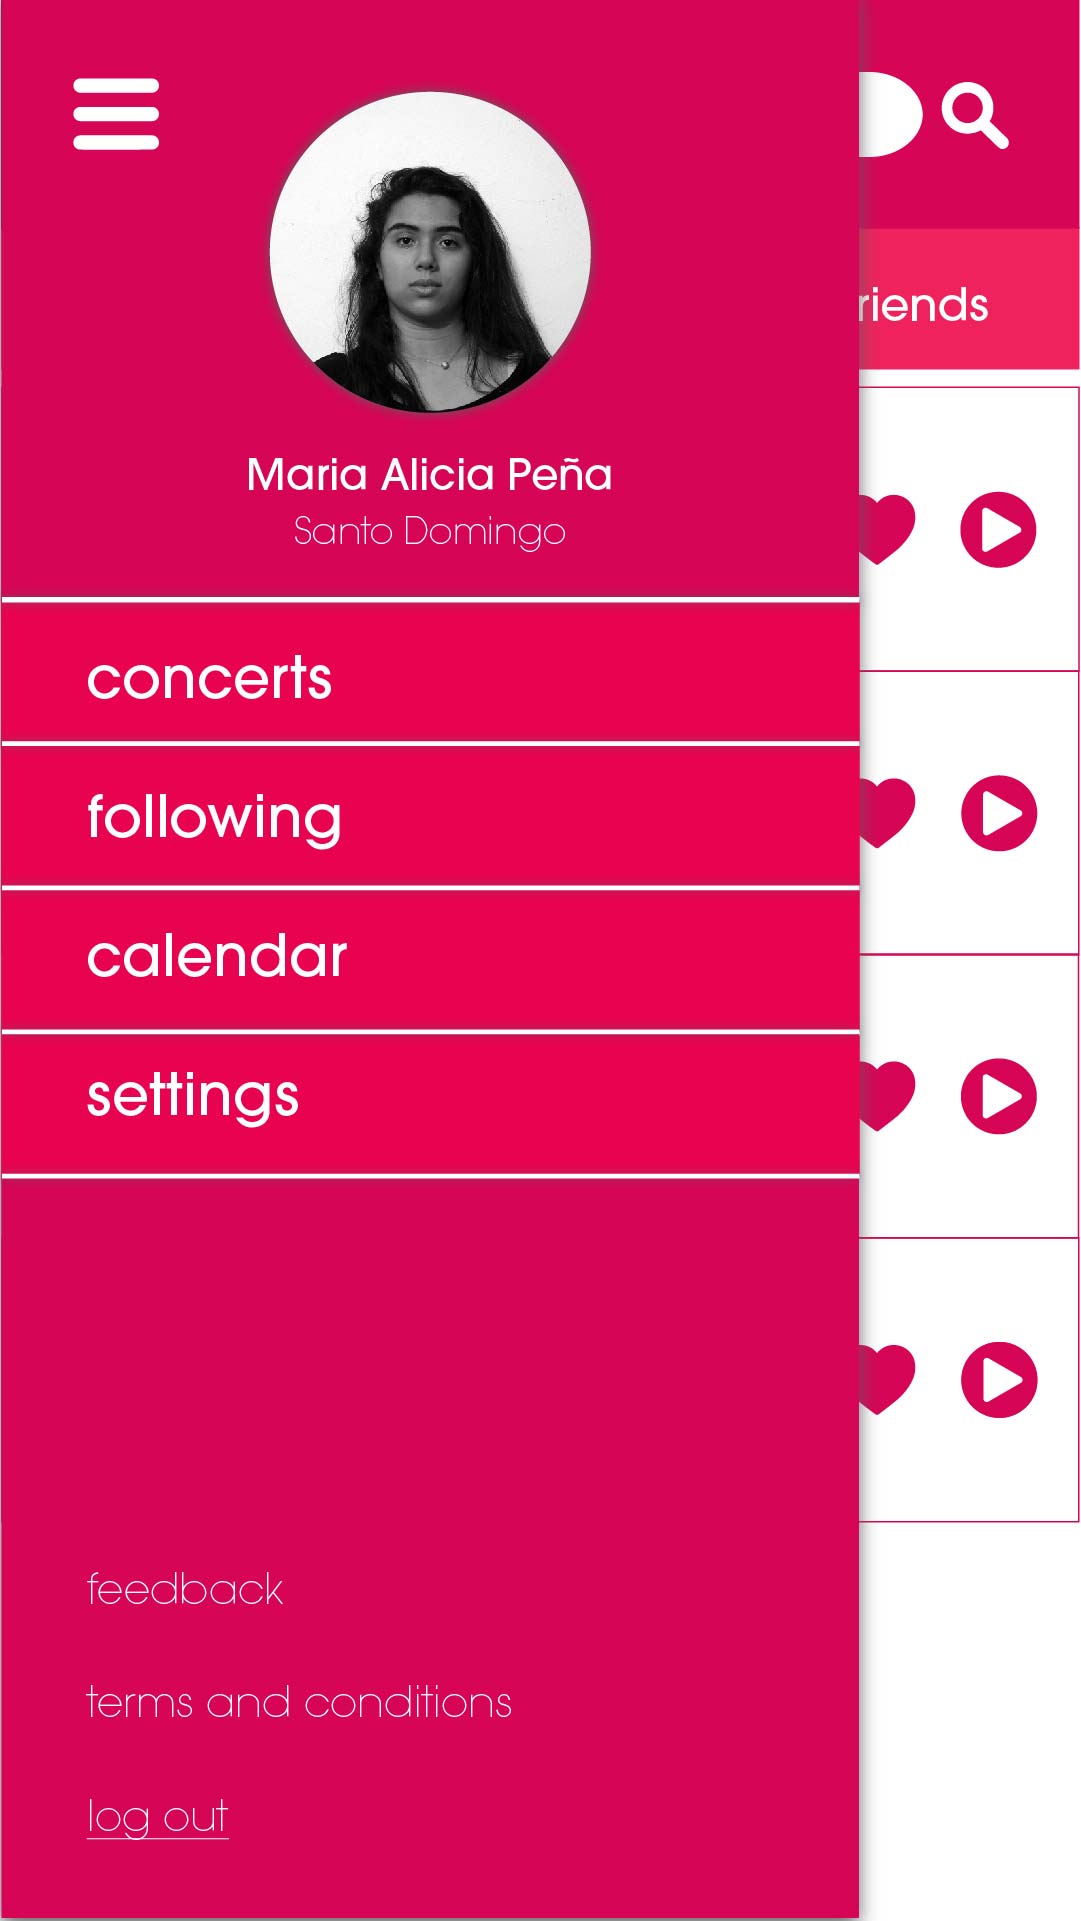 riends
Maria Alicia Peña
Santo Domingo
concerts
following
calendar
settings
feedback
terms and conditions
log out